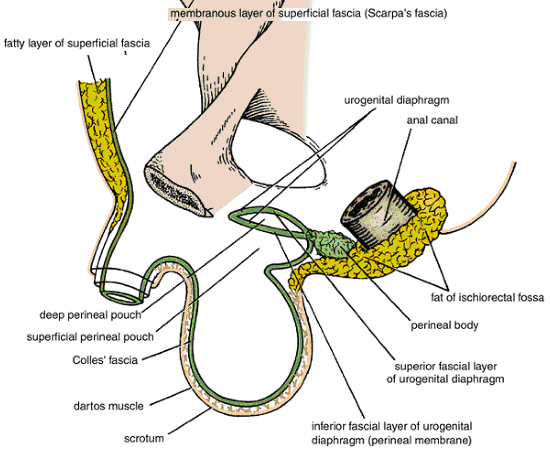 membranous layer of superficial fascia (Scarpa's fascia)
fatty layer of superficial fascia
urogenital diaphragm
anal canal
deep perineal pouch
superficial perineal pouch
Colles' fascia
dartos muscle
scrotum
fat of ischiorectal fossa
perineal body
superior fascial layer
of urogenital diaphragm
inferior fascial layer of urogenital
diaphragm (perineal membrane)